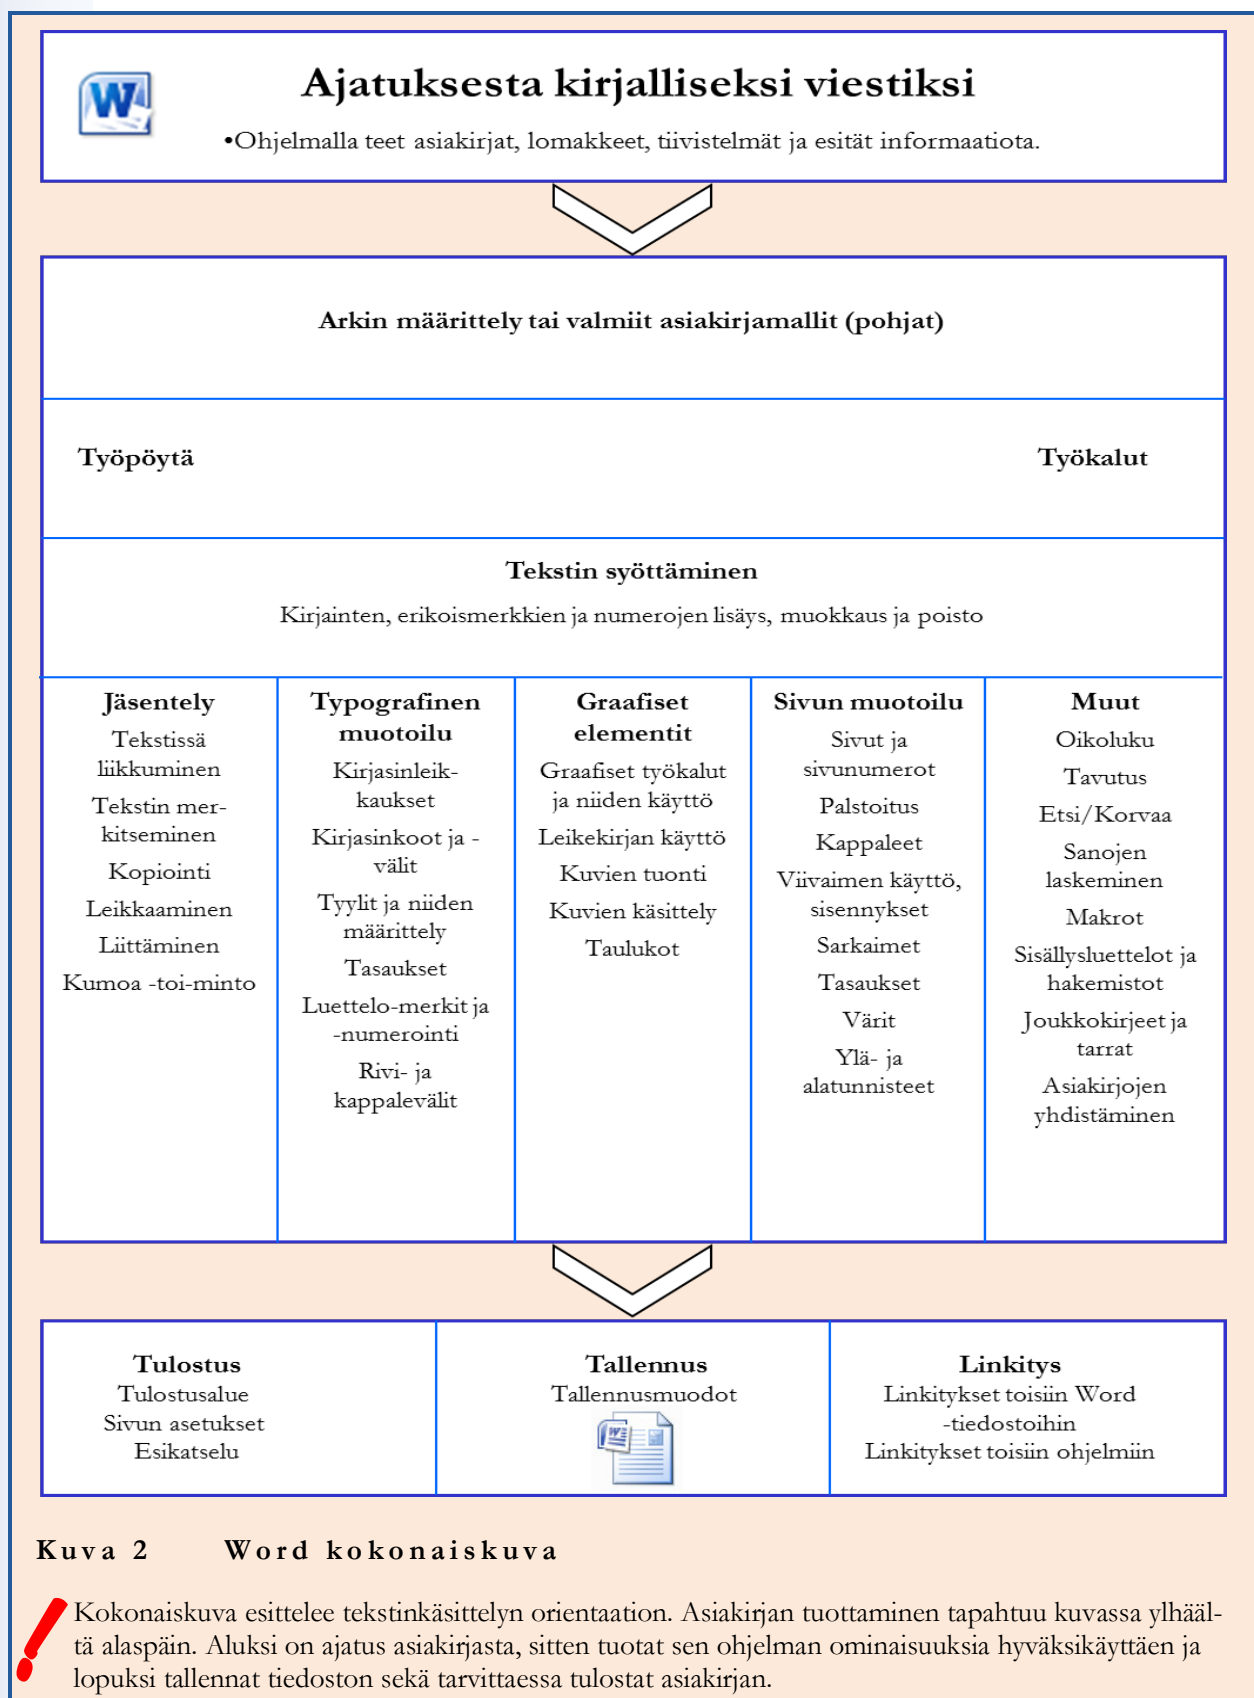 Ajatuksesta kirjalliseksi viestiksi
•Ohjelmalla teet asiakirjat, lomakkeet, tiivistelmät ja esität informaatiota.
Arkin määrittely tai valmiit asiakirjamallit (pohjat)
Työpöytä
Työkalut
Tekstin syöttäminen
Kirjainten, erikoismerkkien ja numerojen lisäys, muokkaus ja poisto
Jäsentely
Tekstissä
liikkuminen
Tekstin mer-
kitseminen
Kopiointi
Leikkaaminen
Liittäminen
Kumoa -toi-minto
Typografinen
muotoilu
Kirjasinleik-
kaukset
Kirjasinkoot ja -
välit
Tyylit ja niiden
määrittely
Tasaukset
Luettelo-merkit ja
-numerointi
Rivi- ja
kappalevälit
Graafiset
elementit
Graafiset työkalut
ja niiden käyttö
Leikekirjan käyttö
Kuvien tuonti
Kuvien käsittely
Taulukot
Sivun muotoilu
Sivut ja
sivunumerot
Palstoitus
Kappaleet
Viivaimen käyttö,
sisennykset
Sarkaimet
Tasaukset
Värit
Ylä- ja
alatunnisteet
Muut
Oikoluku
Tavutus
Etsi/Korvaa
Sanojen
laskeminen
Makrot
Sisällysluettelot ja
hakemistot
Joukkokirjeet ja
tarrat
Asiakirjojen
yhdistäminen
Tulostus
Tulostusalue
Sivun asetukset
Esikatselu
Tallennus
Tallennusmuodot
Linkitys
Linkitykset toisiin Word
-tiedostoihin
Linkitykset toisiin ohjelmiin
Kuva 2 Word kokonaiskuva
Kokonaiskuva esittelee tekstinkäsittelyn orientaation. Asiakirjan tuottaminen tapahtuu kuvassa ylhääl-
tä alaspäin. Aluksi on ajatus asiakirjasta, sitten tuotat sen ohjelman ominaisuuksia hyväksikäyttäen ja
lopuksi tallennat tiedoston sekä tarvittaessa tulostat asiakirjan.